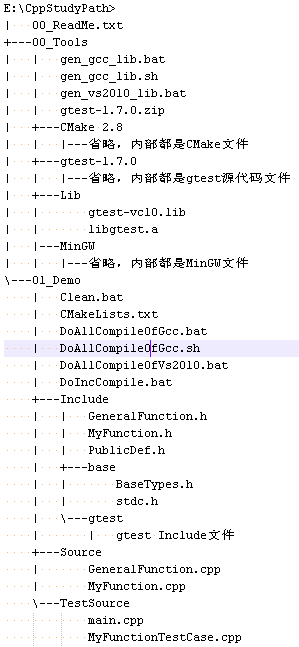 E:\CppStudyPath>
|   00_ReadMe.txt
+---00_Tools
|   |   gen_gcc_lib.bat
|   |   gen_gcc_lib.sh
|   |   gen_vs2010_lib.bat
|   |   gtest-1.7.0.zip
|   +---CMake 2.8
|   |   |---省略，内部都是CMake文件
|   +---gtest-1.7.0
|   |   |---省略，内部都是gtest源代码文件
|   +---Lib
|   |       gtest-vc10.lib
|   |       libgtest.a
|   |---MinGW
|   |   |---省略，内部都是MinGW文件
\---01_Demo
    |   Clean.bat
    |   CMakeLists.txt
    |   DoAllCompileOfGcc.bat
    |   DoAllCompileOfGcc.sh
    |   DoAllCompileOfVs2010.bat
    |   DoIncCompile.bat
    +---Include
    |   |   GeneralFunction.h
    |   |   MyFunction.h
    |   |   PublicDef.h
    |   +---base
    |   |       BaseTypes.h
    |   |       stdc.h
    |   \---gtest
    |       |   gtest Include文件
    +---Source
    |       GeneralFunction.cpp
    |       MyFunction.cpp
    \---TestSource
            main.cpp
            MyFunctionTestCase.cpp